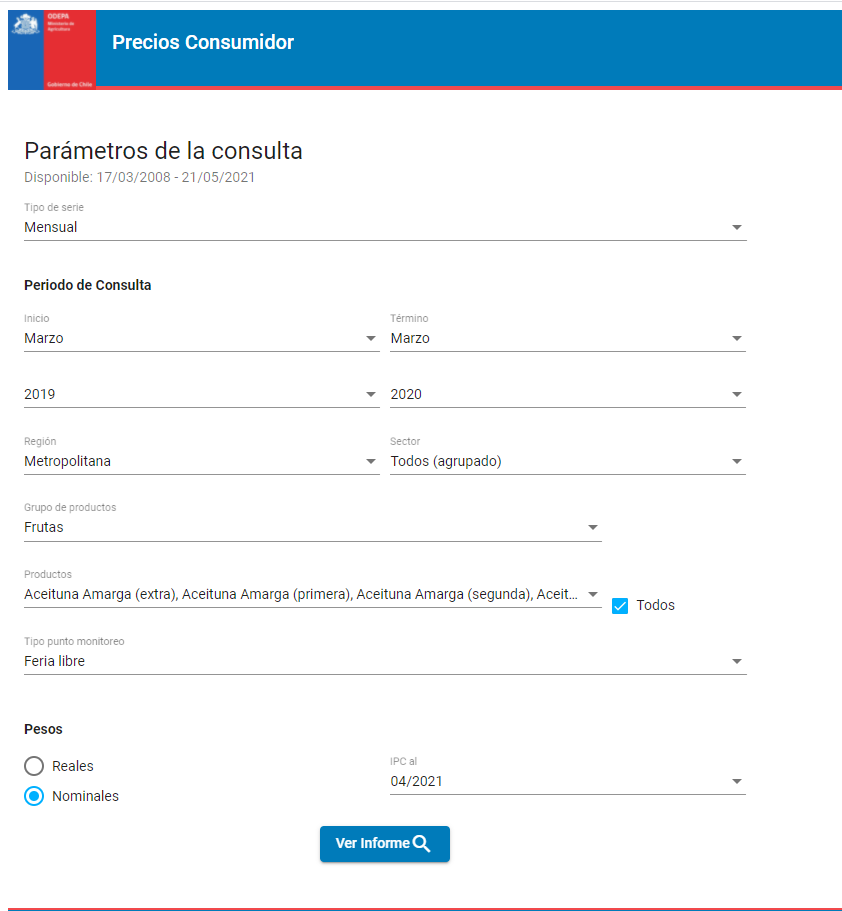 ODEPA
Ministerio de
Agricultura
Gobierno de Chile
Precios Consumidor
Parámetros de la consulta
Disponible: 17/03/2008 - 21/05/2021
Tipo de serie
Mensual
Periodo de Consulta
Inicio
Marzo
Término
Marzo
2019
2020
Región
Metropolitana
Sector
Todos (agrupado)
Grupo de productos
Frutas
Productos
Aceituna Amarga (extra), Aceituna Amarga (primera), Aceituna Amarga (segunda), Aceit...
Todos
Tipo punto monitoreo
Feria libre
Pesos
Reales
Nominales
IPC al
04/2021
Ver Informe